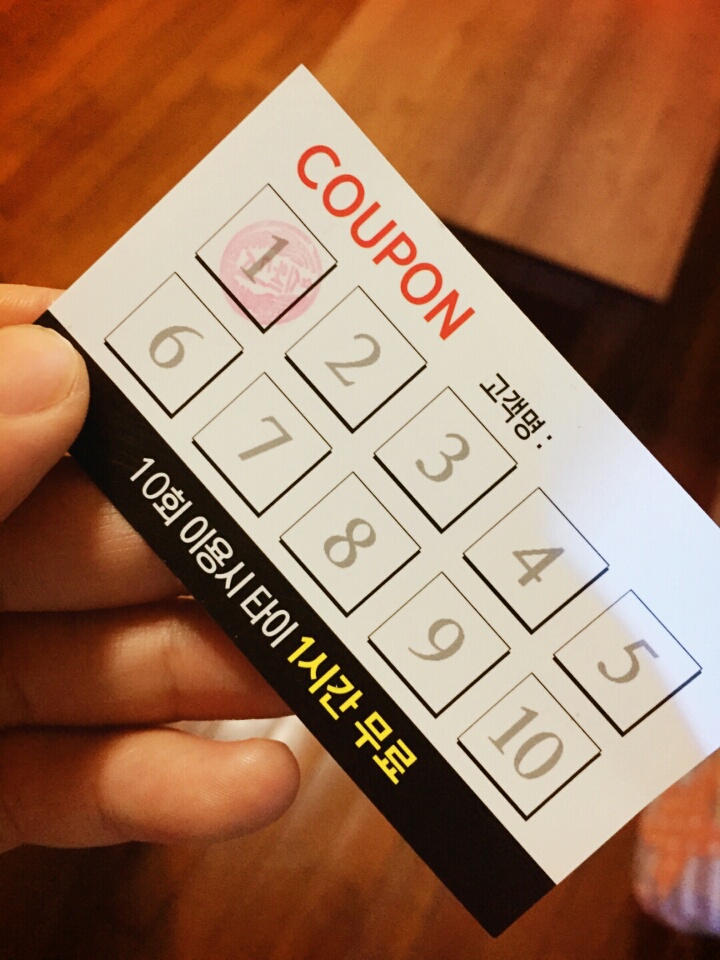 COUPON
고객명 :
1 2 3 4 5
6 7 8 9 10
10회 이용시 타이 1시간 무료